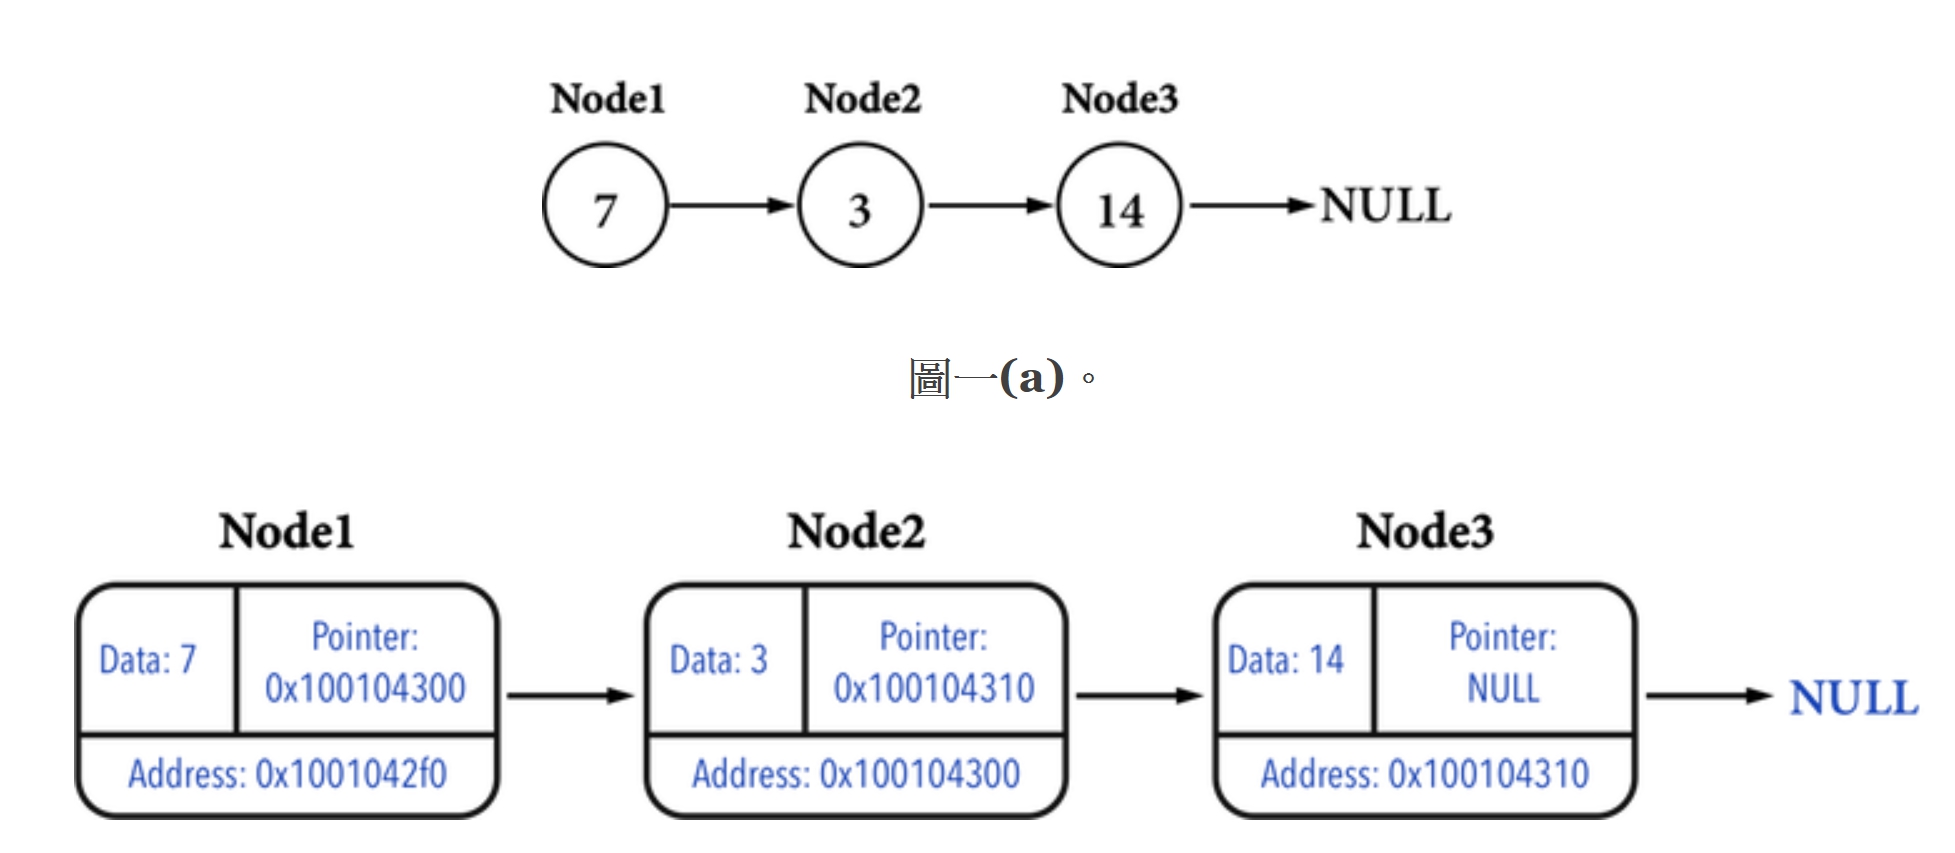 Node1 Node2 Node3
7 3 14 NULL
圖一(a)。
Node1 Node2 Node3
Data: 7 Pointer: 0x100104300 Data: 3 Pointer: 0x100104310 Data: 14 Pointer: NULL NULL
Address: 0x1001042f0 Address: 0x100104300 Address: 0x100104310